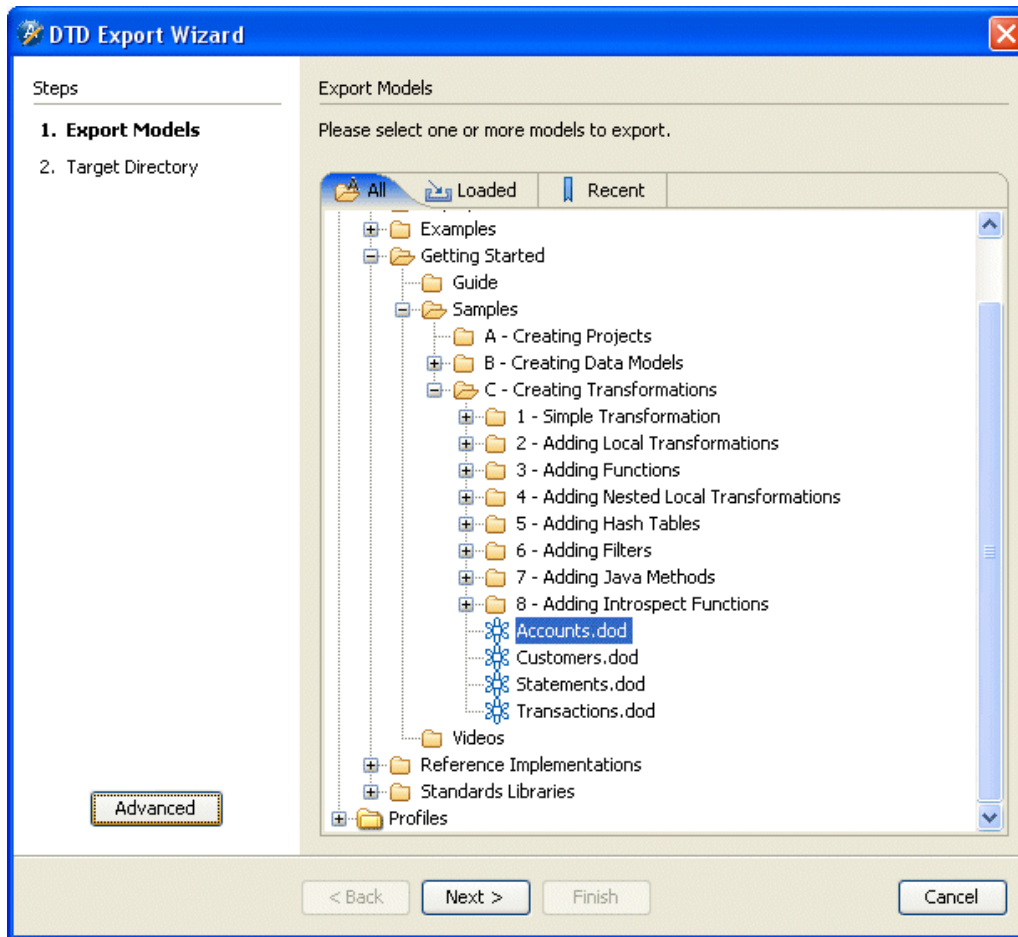 DTD Export Wizard
Steps
1. Export Models
2. Target Directory
Advanced
Export Models
Please select one or more models to export.
All Loaded Recent
Examples
Getting Started
Guide
Samples
A - Creating Projects
B - Creating Data Models
C - Creating Transformations
1 - Simple Transformation
2 - Adding Local Transformations
3 - Adding Functions
4 - Adding Nested Local Transformations
5 - Adding Hash Tables
6 - Adding Filters
7 - Adding Java Methods
8 - Adding Introspect Functions
Accounts.dod
Customers.dod
Statements.dod
Transactions.dod
Videos
Reference Implementations
Standards Libraries
Profiles
< Back Next > Finish Cancel